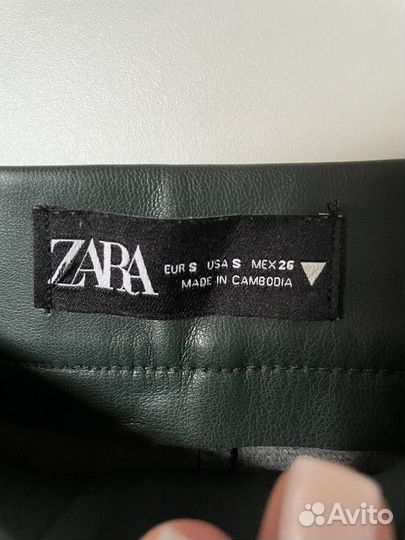 ZARA
EUR S USA S MEX 26
MADE IN CAMBODIA
Avito